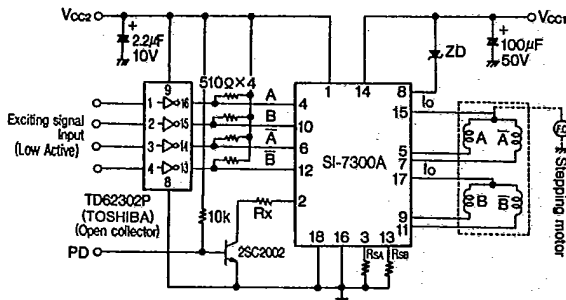 VCC2
VCC1
+
2.2μF
10V
ZD
+
100μF
50V
9
510Ω×4
1
14
8
IO
Exciting signal
Input
(Low Active)
1
16
A
4
15
2
15
B
10
5
A
A̅
3
14
A̅
6
SI-7300A
7
IO
4
13
B̅
12
17
8
B
B̅
TD62302P
(TOSHIBA)
(Open collector)
10k
Rx
2
9
11
Stepping motor
PD
2SC2002
18
16
3
13
RSA
RSB